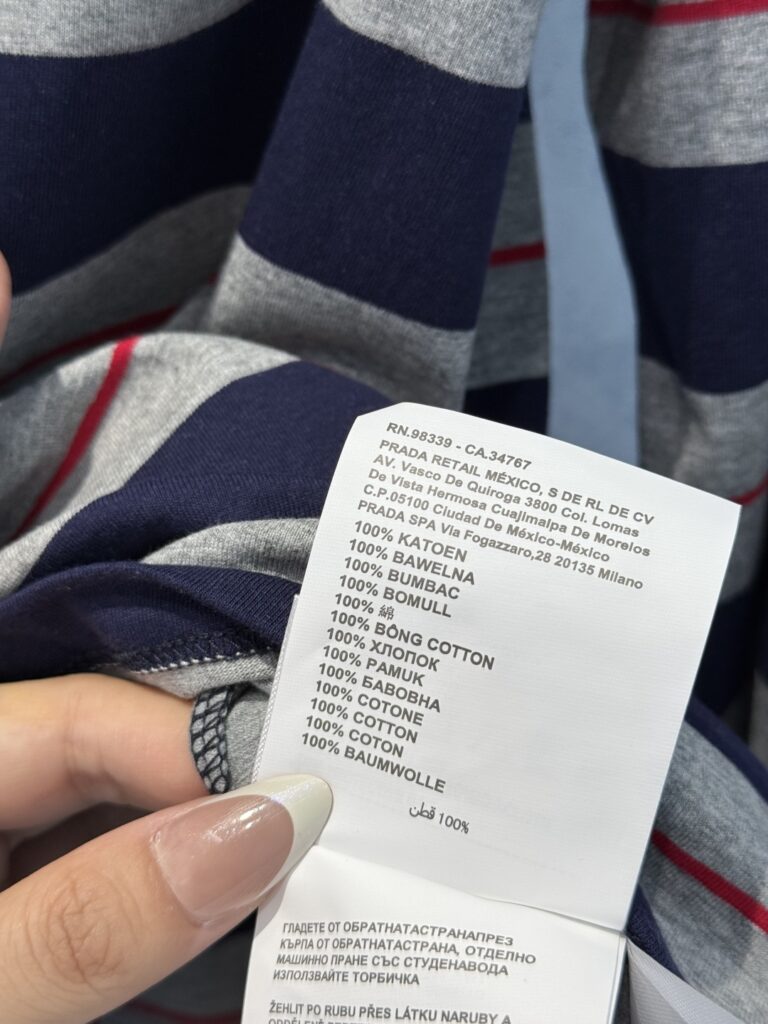 RN.98339 - CA.34767
PRADA RETAIL MÉXICO, S DE RL DE CV
AV. Vasco De Quiroga 3800 Col. Lomas
De Vista Hermosa Cuajimalpa De Morelos
C.P.05100 Ciudad De México-México
PRADA SPA Via Fogazzaro,28 20135 Milano
100% KATOEN
100% BAWELNA
100% BUMBAC
100% BOMULL
100% 綿
100% BÔNG COTTON
100% ХЛОПОК
100% PAMUK
100% БАВОВНА
100% COTONE
100% COTTON
100% COTON
100% BAUMWOLLE
100% قطن
ГЛАДЕТЕ ОТ ОБРАТНАТАСТРАНАПРЕЗ
КЪРПА ОТ ОБРАТНАТАСТРАНА, ОТДЕЛНО
МАШИННО ПРАНЕ СЪС СТУДЕНАВОДА
ИЗПОЛЗВАЙТЕ ТОРБИЧКА
ŽEHLIT PO RUBU PŘES LÁTKU NARUBY A